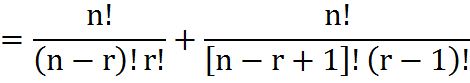 = n!/((n − r)! r!) + n!/([n − r + 1]! (r − 1)!)